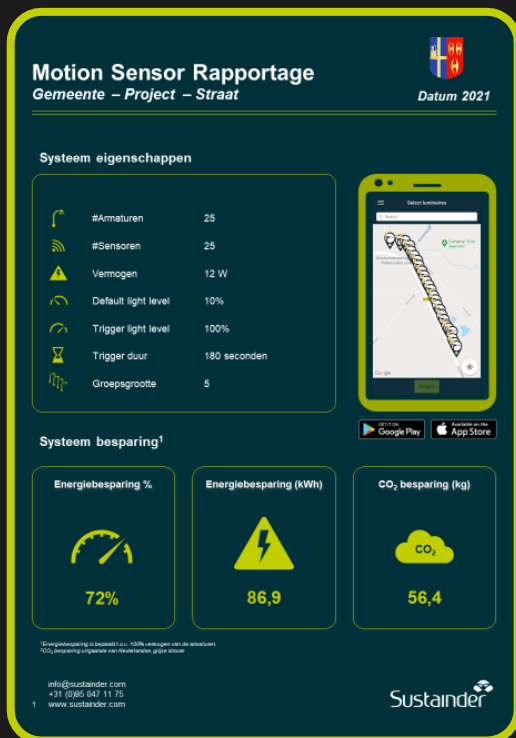 Motion Sensor Rapportage
Gemeente – Project – Straat
Datum 2021
Systeem eigenschappen
#Armaturen 25
#Sensoren 25
Vermogen 12 W
Default light level 10%
Trigger light level 100%
Trigger duur 180 seconden
Groepsgrootte 5
Select luminaires
Search
Google
GET IT ON
Google Play
Available on the
App Store
Systeem besparing¹
Energiebesparing %
72%
Energiebesparing (kWh)
86,9
CO₂ besparing (kg)
CO₂
56,4
¹Energiebesparing is bepaald t.o.v. 100% vermogen van de armaturen.
²CO₂ besparing uitgaande van Nederlandse, grijze stroom
info@sustainder.com
+31 (0)85 047 11 75
1 www.sustainder.com
Sustainder